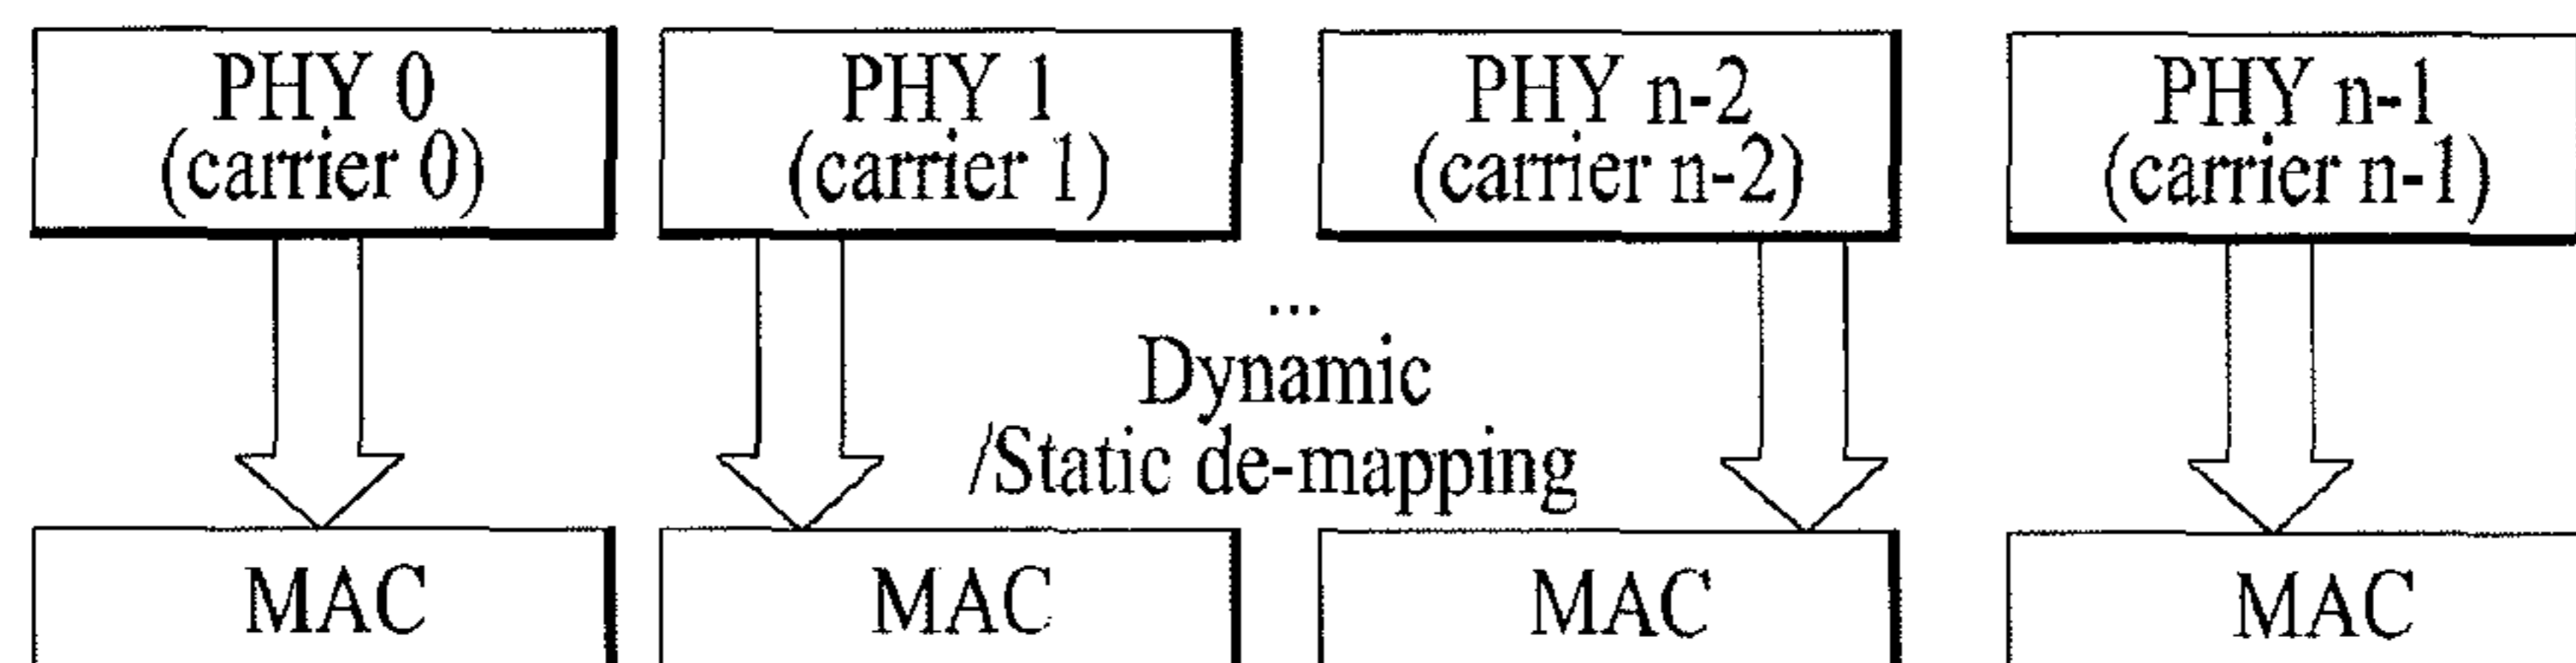 PHY 0
(carrier 0)
PHY 1
(carrier 1)
PHY n-2
(carrier n-2)
PHY n-1
(carrier n-1)
...
Dynamic
/Static de-mapping
MAC
MAC
MAC
MAC